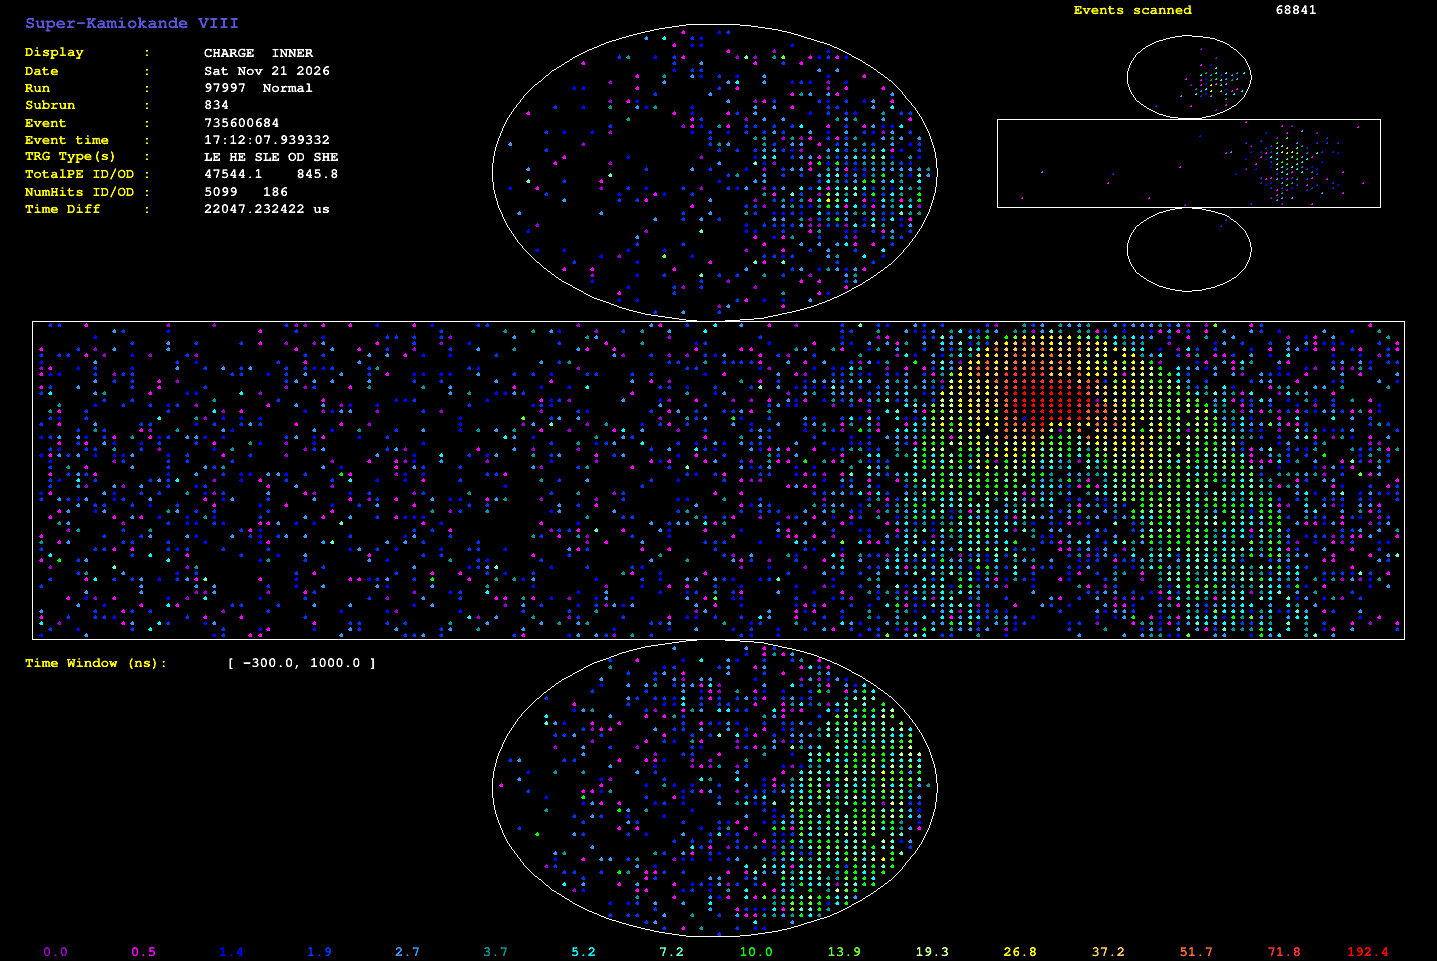 Super-Kamiokande VIII
Events scanned 68841
Display : CHARGE INNER
Date : Sat Nov 21 2026
Run : 97997 Normal
Subrun : 834
Event : 735600684
Event time : 17:12:07.939332
TRG Type(s) : LE HE SLE OD SHE
TotalPE ID/OD : 47544.1 845.8
NumHits ID/OD : 5099 186
Time Diff : 22047.232422 us
Time Window (ns): [ -300.0, 1000.0 ]
0.0 0.5 1.4 1.9 2.7 3.7 5.2 7.2 10.0 13.9 19.3 26.8 37.2 51.7 71.8 192.4